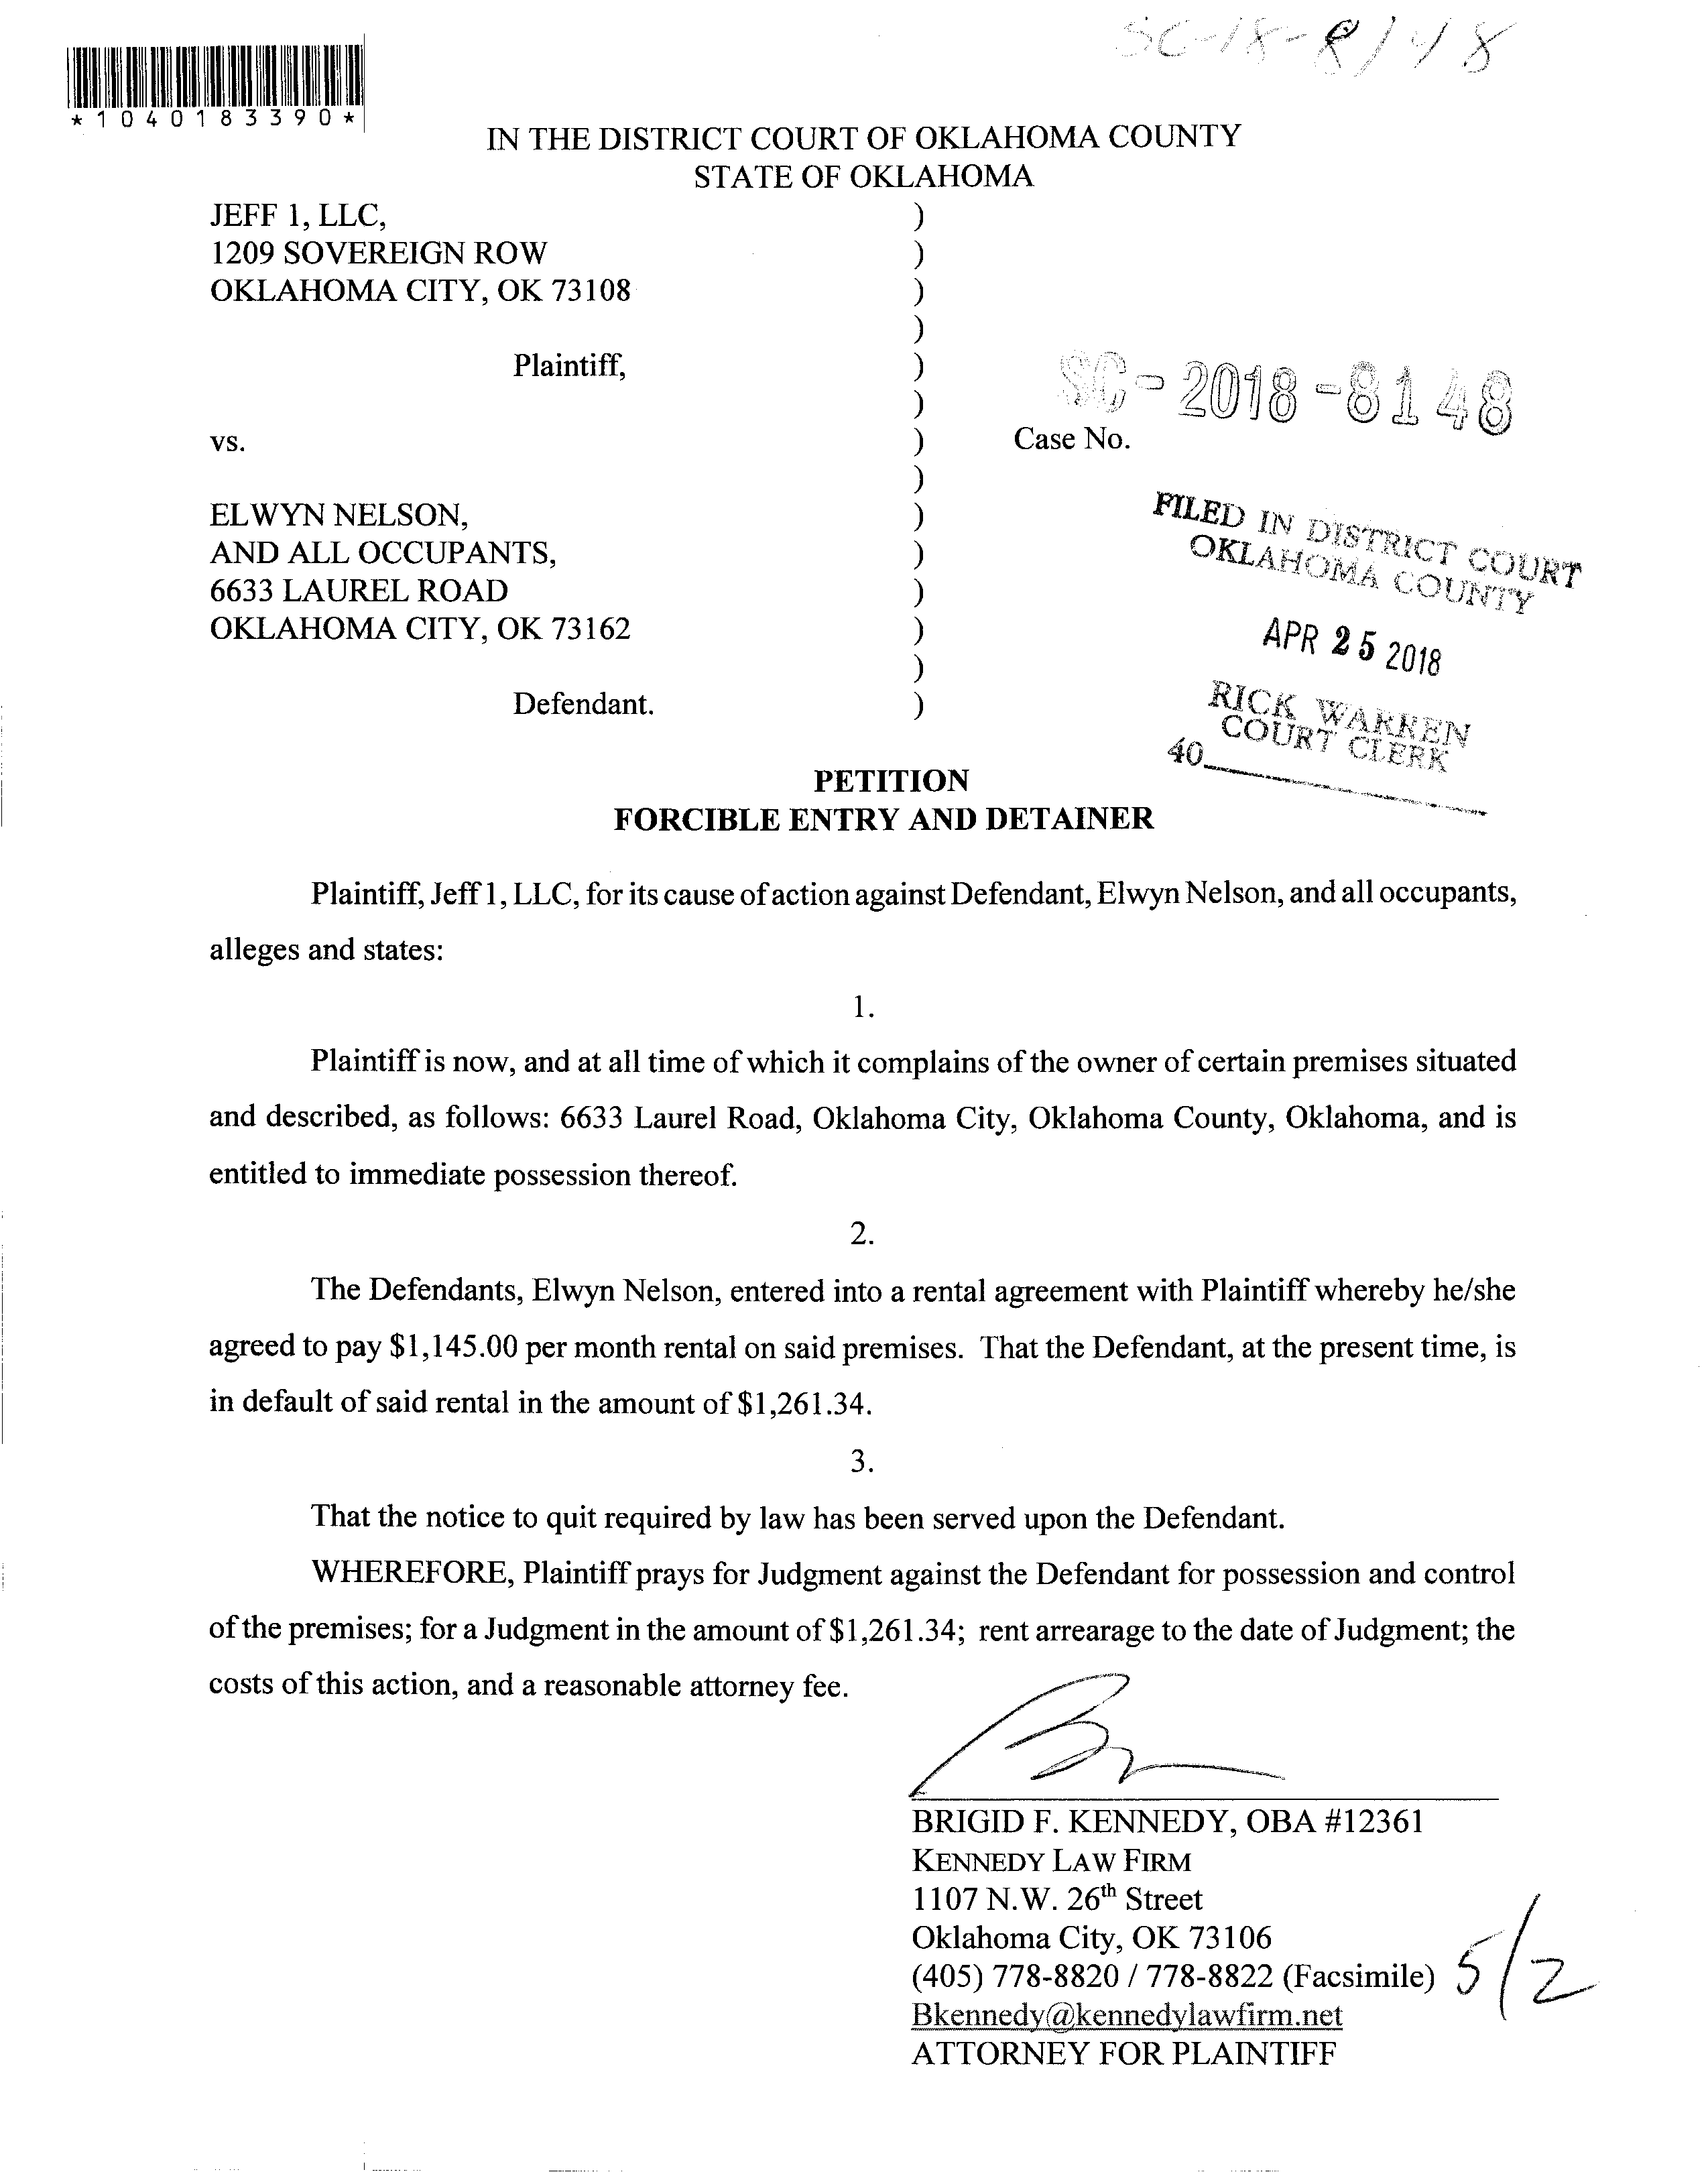 SC-18-8148
*1040183390*
IN THE DISTRICT COURT OF OKLAHOMA COUNTY
STATE OF OKLAHOMA
JEFF 1, LLC, )
1209 SOVEREIGN ROW )
OKLAHOMA CITY, OK 73108 )
)
Plaintiff, )
SC-2018-8148
)
vs. ) Case No.
)
ELWYN NELSON, )
AND ALL OCCUPANTS, )
6633 LAUREL ROAD )
OKLAHOMA CITY, OK 73162 )
)
Defendant. )
FILED IN DISTRICT COURT
OKLAHOMA COUNTY
APR 25 2018
RICK WARREN
COURT CLERK
40
PETITION
FORCIBLE ENTRY AND DETAINER
Plaintiff, Jeff 1, LLC, for its cause of action against Defendant, Elwyn Nelson, and all occupants,
alleges and states:
1.
Plaintiff is now, and at all time of which it complains of the owner of certain premises situated
and described, as follows: 6633 Laurel Road, Oklahoma City, Oklahoma County, Oklahoma, and is
entitled to immediate possession thereof.
2.
The Defendants, Elwyn Nelson, entered into a rental agreement with Plaintiff whereby he/she
agreed to pay $1,145.00 per month rental on said premises. That the Defendant, at the present time, is
in default of said rental in the amount of $1,261.34.
3.
That the notice to quit required by law has been served upon the Defendant.
WHEREFORE, Plaintiff prays for Judgment against the Defendant for possession and control
of the premises; for a Judgment in the amount of $1,261.34; rent arrearage to the date of Judgment; the
costs of this action, and a reasonable attorney fee.
BRIGID F. KENNEDY, OBA #12361
KENNEDY LAW FIRM
1107 N.W. 26th Street
Oklahoma City, OK 73106
(405) 778-8820 / 778-8822 (Facsimile)
5/2
Bkennedy@kennedylawfirm.net
ATTORNEY FOR PLAINTIFF